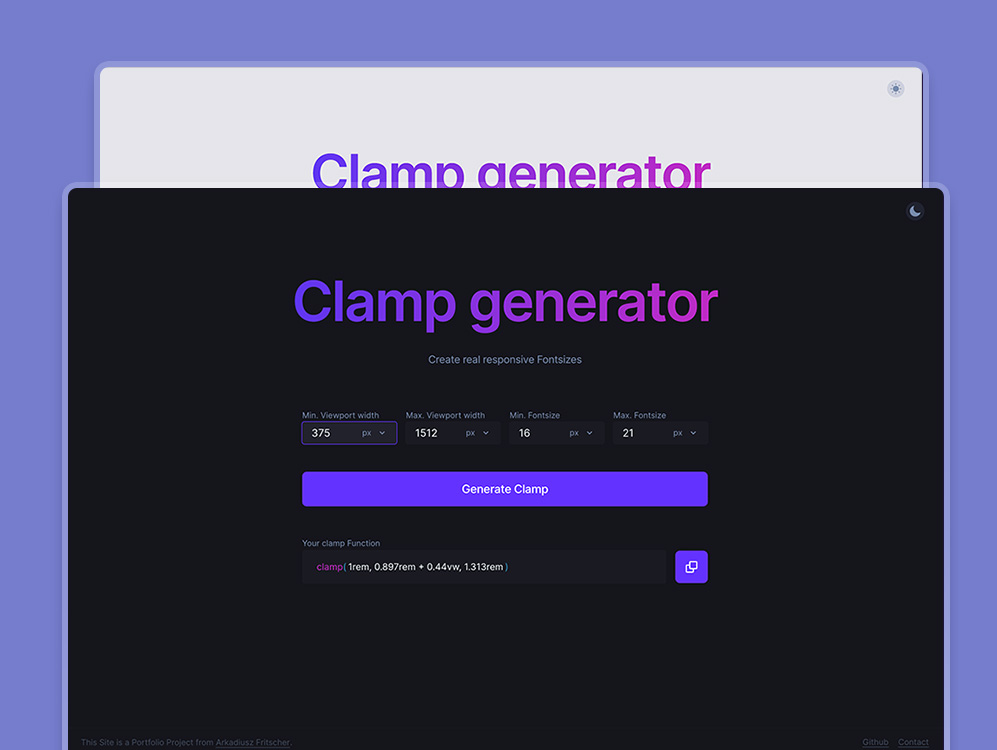 Clamp generator
Clamp generator
Create real responsive Fontsizes
Min. Viewport width Max. Viewport width Min. Fontsize Max. Fontsize
375 px 1512 px 16 px 21 px
Generate Clamp
Your clamp Function
clamp( 1rem, 0.897rem + 0.44vw, 1.313rem )
This Site is a Portfolio Project from Arkadiusz Fritscher. Github Contact